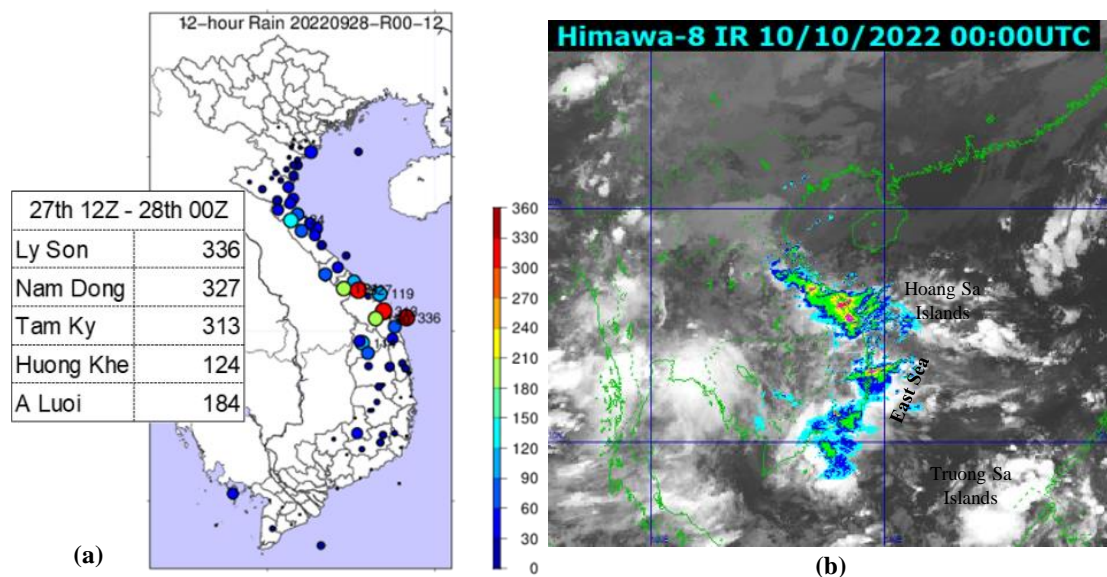 12-hour Rain 20220928-R00-12
27th 12Z - 28th 00Z
Ly Son 336
Nam Dong 327
Tam Ky 313
Huong Khe 124
A Luoi 184
119
336
360
330
300
270
240
210
180
150
120
90
60
30
0
(a)
Himawa-8 IR 10/10/2022 00:00UTC
Hoang Sa
Islands
East Sea
Truong Sa
Islands
(b)